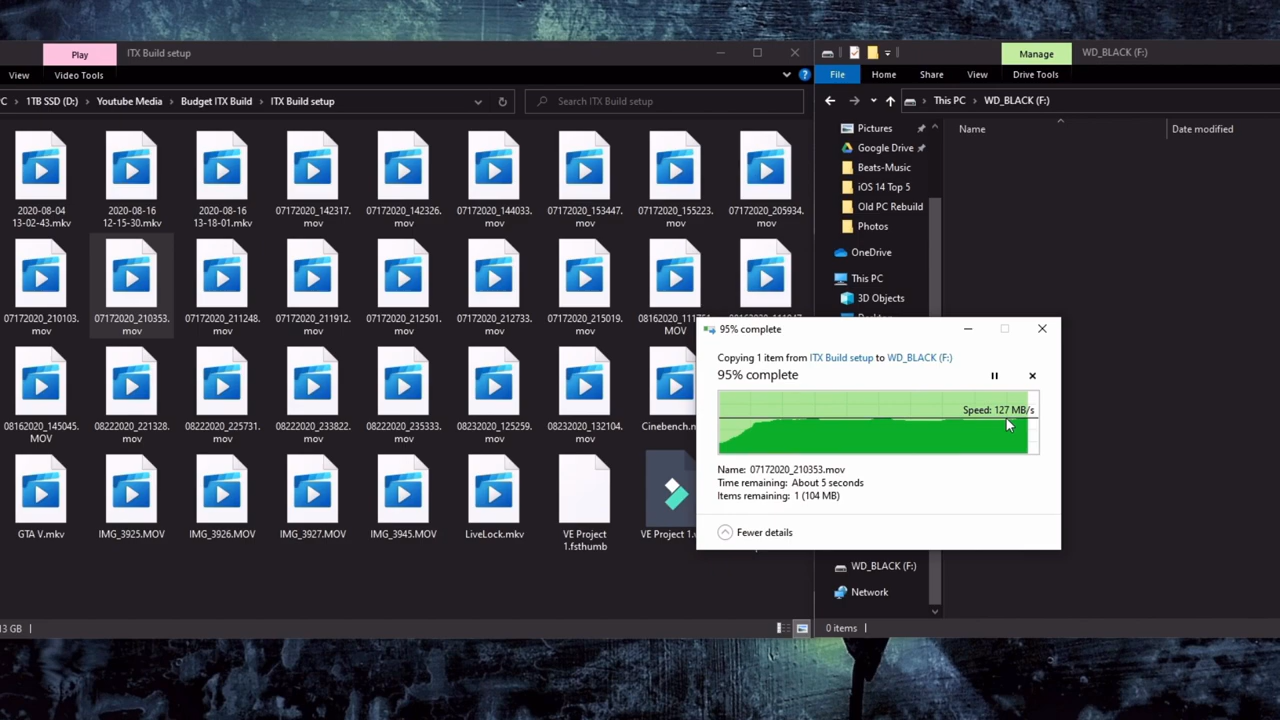 Play
ITX Build setup
View
Video Tools
C > 1TB SSD (D:) > Youtube Media > Budget ITX Build > ITX Build setup
Search ITX Build setup
2020-08-04
13-02-43.mkv
2020-08-16
12-15-30.mkv
2020-08-16
13-18-01.mkv
07172020_142317.
mov
07172020_142326.
mov
07172020_144033.
mov
07172020_153447.
mov
07172020_155223.
mov
07172020_205934.
mov
07172020_210103.
mov
07172020_210353.
mov
07172020_211248.
mov
07172020_211912.
mov
07172020_212501.
mov
07172020_212733.
mov
07172020_215019.
mov
MOV
08162020_145045.
MOV
08222020_221328.
mov
08222020_225731.
mov
08222020_233822.
mov
08222020_235333.
mov
08232020_125259.
mov
08232020_132104.
mov
Cinebench.m
GTA V.mkv
IMG_3925.MOV
IMG_3926.MOV
IMG_3927.MOV
IMG_3945.MOV
LiveLock.mkv
VE Project
1.fsthumb
VE Project 1.
13 GB
Manage
WD_BLACK (F:)
File
Home
Share
View
Drive Tools
This PC > WD_BLACK (F:)
Name
Date modified
Pictures
Google Drive
Beats-Music
iOS 14 Top 5
Old PC Rebuild
Photos
OneDrive
This PC
3D Objects
95% complete
Copying 1 item from ITX Build setup to WD_BLACK (F:)
95% complete
Speed: 127 MB/s
Name: 07172020_210353.mov
Time remaining: About 5 seconds
Items remaining: 1 (104 MB)
Fewer details
WD_BLACK (F:)
Network
0 items